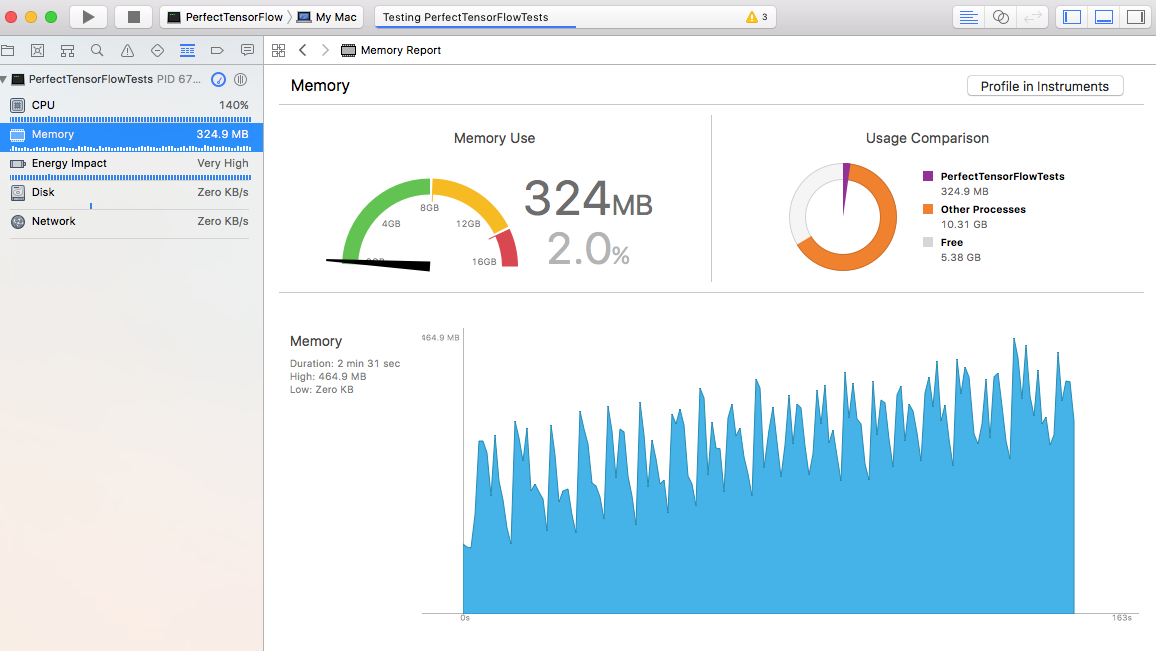 PerfectTensorFlow
My Mac
Testing PerfectTensorFlowTests
3
Memory Report
PerfectTensorFlowTests PID 67...
CPU
140%
Memory
324.9 MB
Energy Impact
Very High
Disk
Zero KB/s
Network
Zero KB/s
Memory
Profile in Instruments
Memory Use
4GB
8GB
12GB
16GB
324MB
2.0%
Usage Comparison
PerfectTensorFlowTests
324.9 MB
Other Processes
10.31 GB
Free
5.38 GB
Memory
Duration: 2 min 31 sec
High: 464.9 MB
Low: Zero KB
464.9 MB
0s
163s